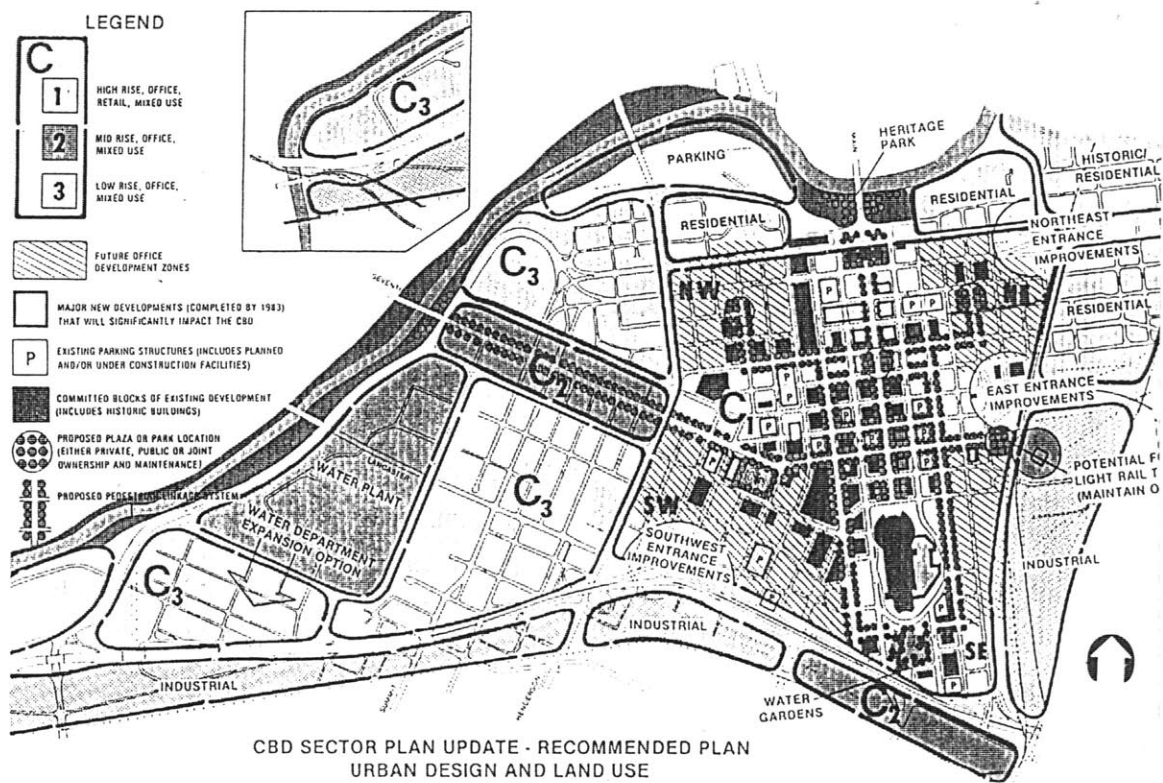 LEGEND
C
1
HIGH RISE, OFFICE,
RETAIL, MIXED USE
2
MID RISE, OFFICE,
MIXED USE
3
LOW RISE, OFFICE,
MIXED USE
FUTURE OFFICE
DEVELOPMENT ZONES
MAJOR NEW DEVELOPMENTS (COMPLETED BY 1983)
THAT WILL SIGNIFICANTLY IMPACT THE CBD
P
EXISTING PARKING STRUCTURES (INCLUDES PLANNED
AND/OR UNDER CONSTRUCTION FACILITIES)
COMMITTED BLOCKS OF EXISTING DEVELOPMENT
(INCLUDES HISTORIC BUILDINGS)
PROPOSED PLAZA OR PARK LOCATION
(EITHER PRIVATE, PUBLIC OR JOINT
OWNERSHIP AND MAINTENANCE)
PROPOSED PEDESTRIAN LINKAGE SYSTEM
C3
HERITAGE
PARK
PARKING
HISTORIC/
RESIDENTIAL
RESIDENTIAL
RESIDENTIAL
NORTHEAST
ENTRANCE
IMPROVEMENTS
C3
SEVENTH
NW
NE
RESIDENTIAL
C2
C1
EAST ENTRANCE
IMPROVEMENTS
LANCASTER
WATER PLANT
WATER DEPARTMENT
EXPANSION OPTION
C3
SW
SOUTHWEST
ENTRANCE
IMPROVEMENTS
POTENTIAL
LIGHT RAIL
(MAINTAIN
INDUSTRIAL
C3
INDUSTRIAL
SE
INDUSTRIAL
WATER
GARDENS
C2
HENDERSON
CBD SECTOR PLAN UPDATE - RECOMMENDED PLAN
URBAN DESIGN AND LAND USE